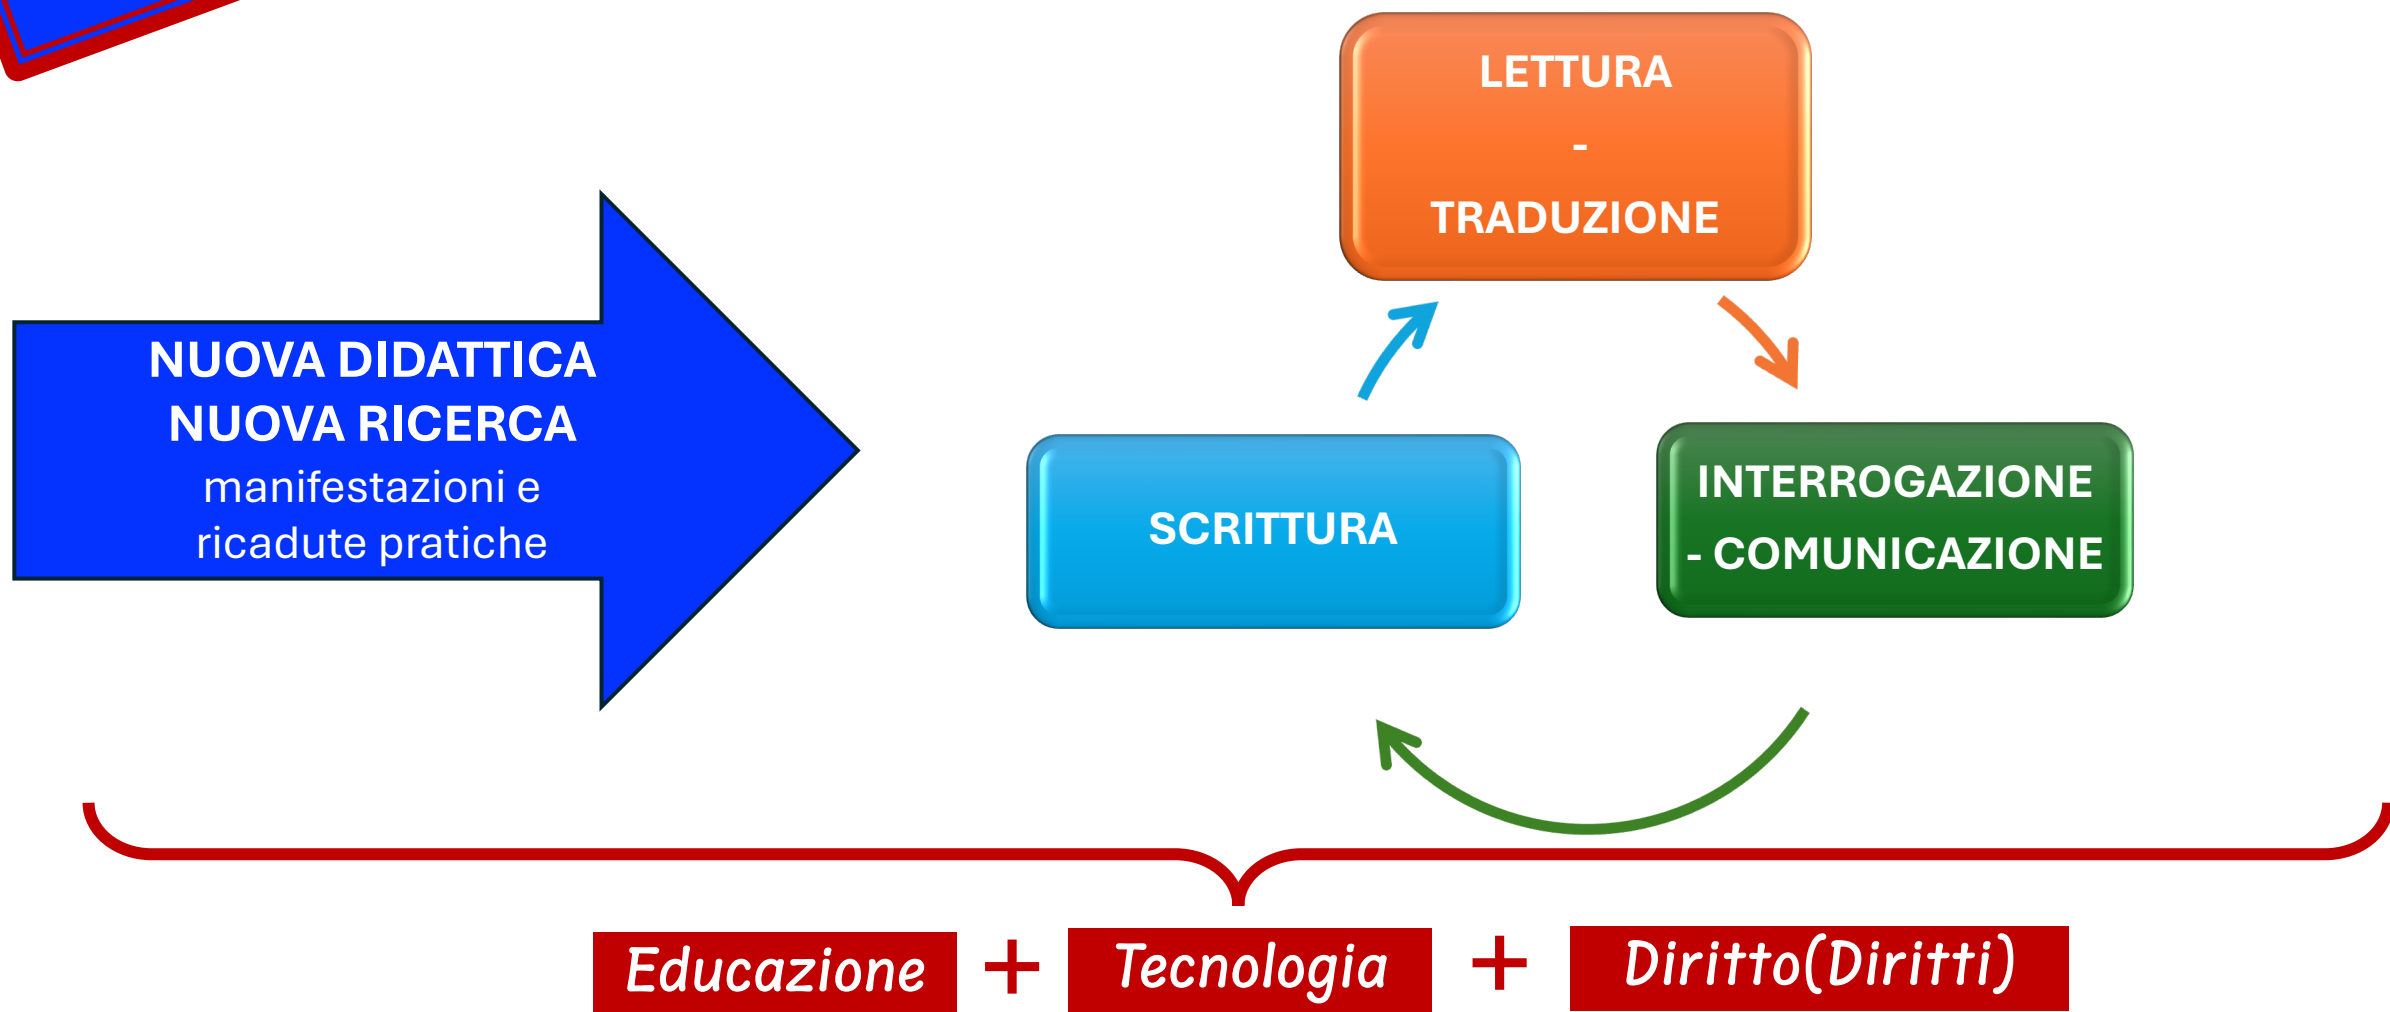 LETTURA
-
TRADUZIONE
NUOVA DIDATTICA
NUOVA RICERCA
manifestazioni e
ricadute pratiche
SCRITTURA
INTERROGAZIONE
- COMUNICAZIONE
Educazione + Tecnologia + Diritto(Diritti)